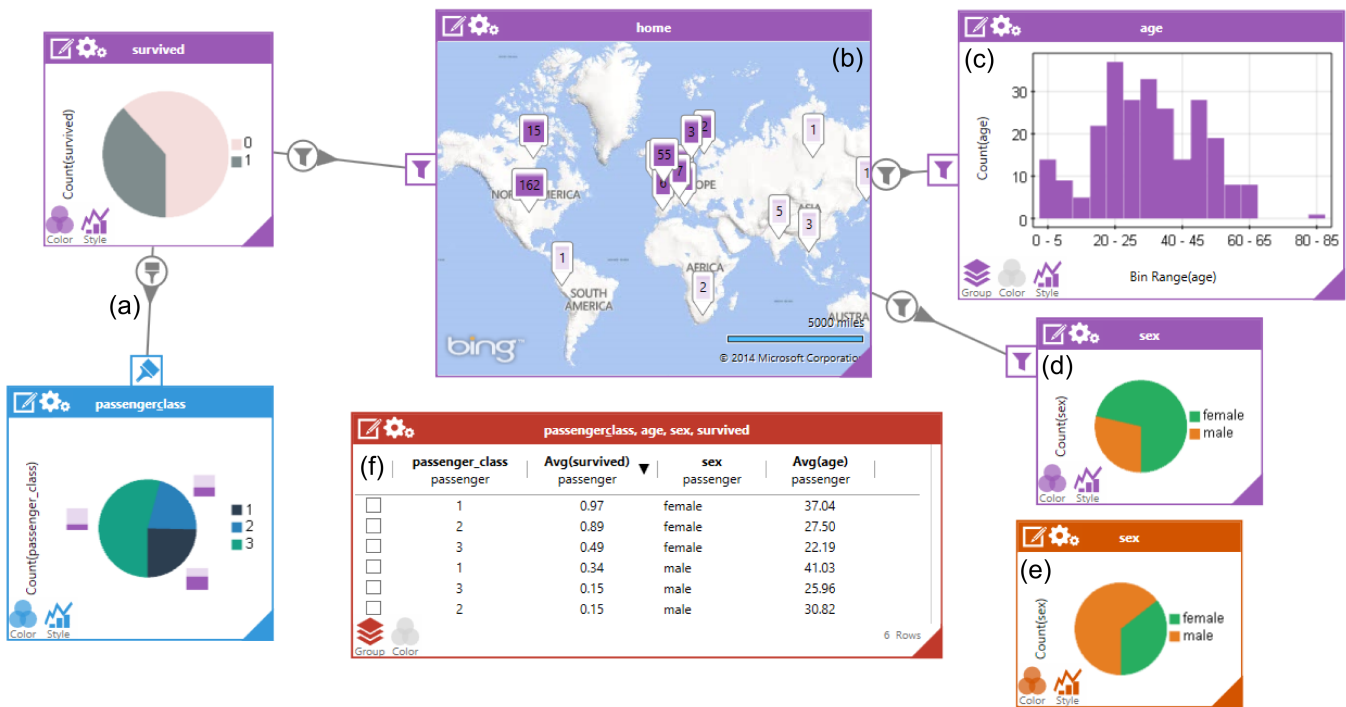 survived
Count(survived)
0
1
Color
Style
(a)
home
(b)
15
162
1
55
6
7
3
2
1
1
5
3
2
NORTH AMERICA
SOUTH
AMERICA
AFRICA
ASIA
5000 miles
bing
© 2014 Microsoft Corporation
age
(c)
Count(age)
30
20
10
0
0 - 5
20 - 25
40 - 45
60 - 65
80 - 85
Bin Range(age)
Group
Color
Style
sex
(d)
Count(sex)
female
male
Color
Style
passengerclass
Count(passenger_class)
1
2
3
Color
Style
passengerclass, age, sex, survived
(f)
passenger_class Avg(survived) ▼ sex Avg(age)
passenger passenger passenger passenger
1 0.97 female 37.04
2 0.89 female 27.50
3 0.49 female 22.19
1 0.34 male 41.03
3 0.15 male 25.96
2 0.15 male 30.82
6 Rows
Group
Color
sex
(e)
Count(sex)
female
male
Color
Style